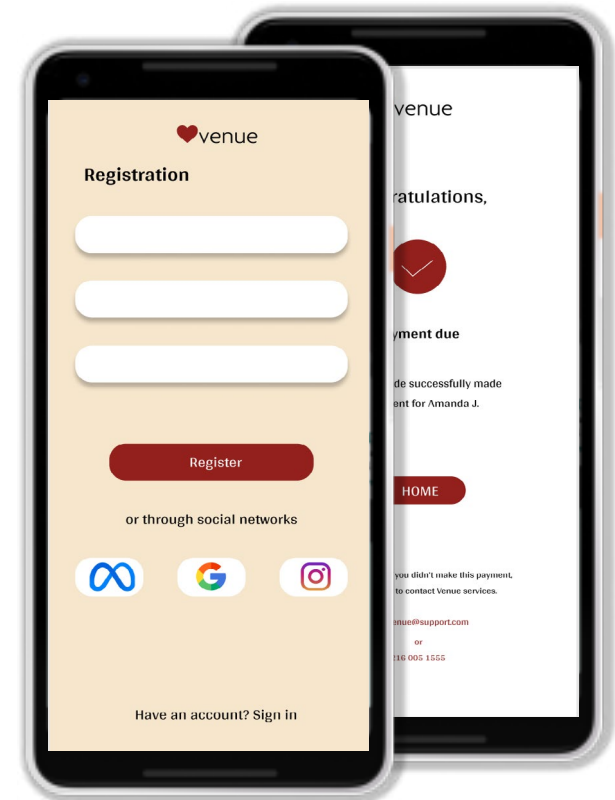 venue
Registration
Register
or through social networks
Have an account? Sign in
venue
ratulations,
yment due
de successfully made
ent for Amanda J.
HOME
you didn't make this payment,
to contact Venue services.
enue@support.com
or
216 005 1555